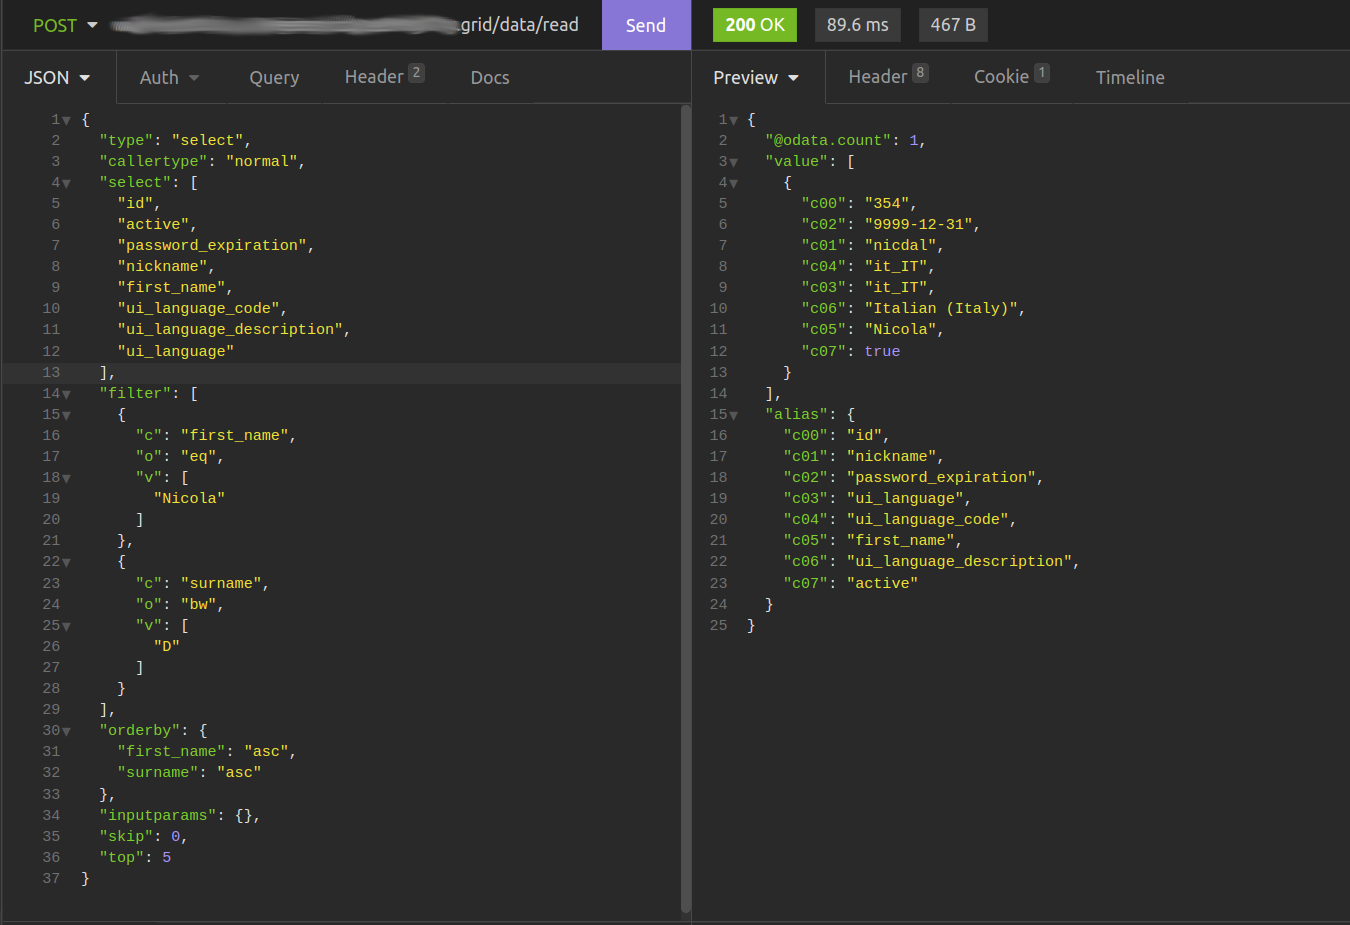 POST .grid/data/read Send 200 OK 89.6 ms 467 B
JSON Auth Query Header 2 Docs
1 {
2 "type": "select",
3 "callertype": "normal",
4 "select": [
5 "id",
6 "active",
7 "password_expiration",
8 "nickname",
9 "first_name",
10 "ui_language_code",
11 "ui_language_description",
12 "ui_language"
13 ],
14 "filter": [
15 {
16 "c": "first_name",
17 "o": "eq",
18 "v": [
19 "Nicola"
20 ]
21 },
22 {
23 "c": "surname",
24 "o": "bw",
25 "v": [
26 "D"
27 ]
28 }
29 ],
30 "orderby": {
31 "first_name": "asc",
32 "surname": "asc"
33 },
34 "inputparams": {},
35 "skip": 0,
36 "top": 5
37 }
Preview Header 8 Cookie 1 Timeline
1 {
2 "@odata.count": 1,
3 "value": [
4 {
5 "c00": "354",
6 "c02": "9999-12-31",
7 "c01": "nicdal",
8 "c04": "it_IT",
9 "c03": "it_IT",
10 "c06": "Italian (Italy)",
11 "c05": "Nicola",
12 "c07": true
13 }
14 ],
15 "alias": {
16 "c00": "id",
17 "c01": "nickname",
18 "c02": "password_expiration",
19 "c03": "ui_language",
20 "c04": "ui_language_code",
21 "c05": "first_name",
22 "c06": "ui_language_description",
23 "c07": "active"
24 }
25 }